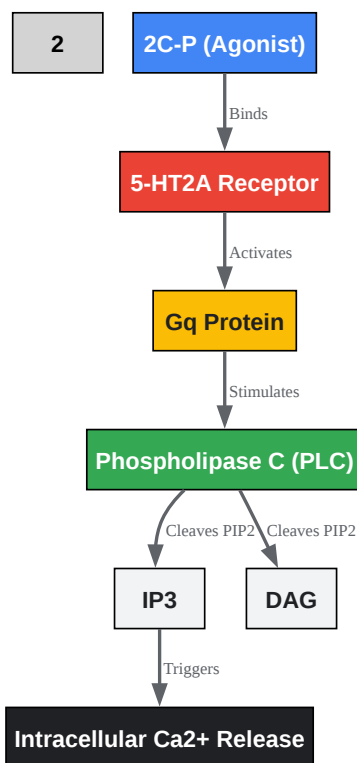 2
2C-P (Agonist)
Binds
5-HT2A Receptor
Activates
Gq Protein
Stimulates
Phospholipase C (PLC)
Cleaves PIP2
Cleaves PIP2
IP3
DAG
Triggers
Intracellular Ca2+ Release